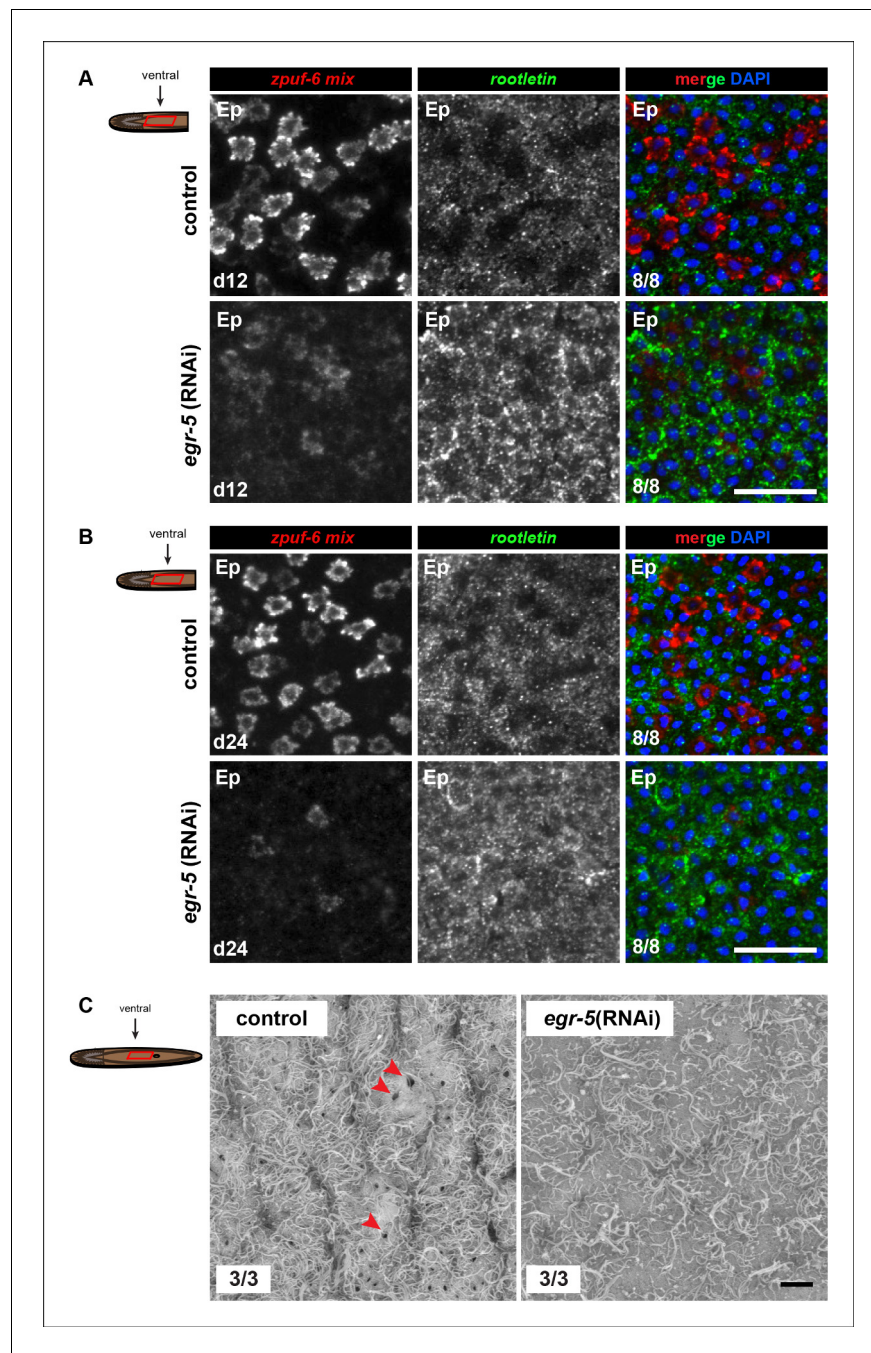 A
ventral
zpuf-6 mix
rootletin
merge DAPI
control
Ep
d12
Ep
Ep
8/8
egr-5 (RNAi)
Ep
d12
Ep
Ep
8/8
B
ventral
zpuf-6 mix
rootletin
merge DAPI
control
Ep
d24
Ep
Ep
8/8
egr-5 (RNAi)
Ep
d24
Ep
Ep
8/8
C
ventral
control
3/3
egr-5(RNAi)
3/3